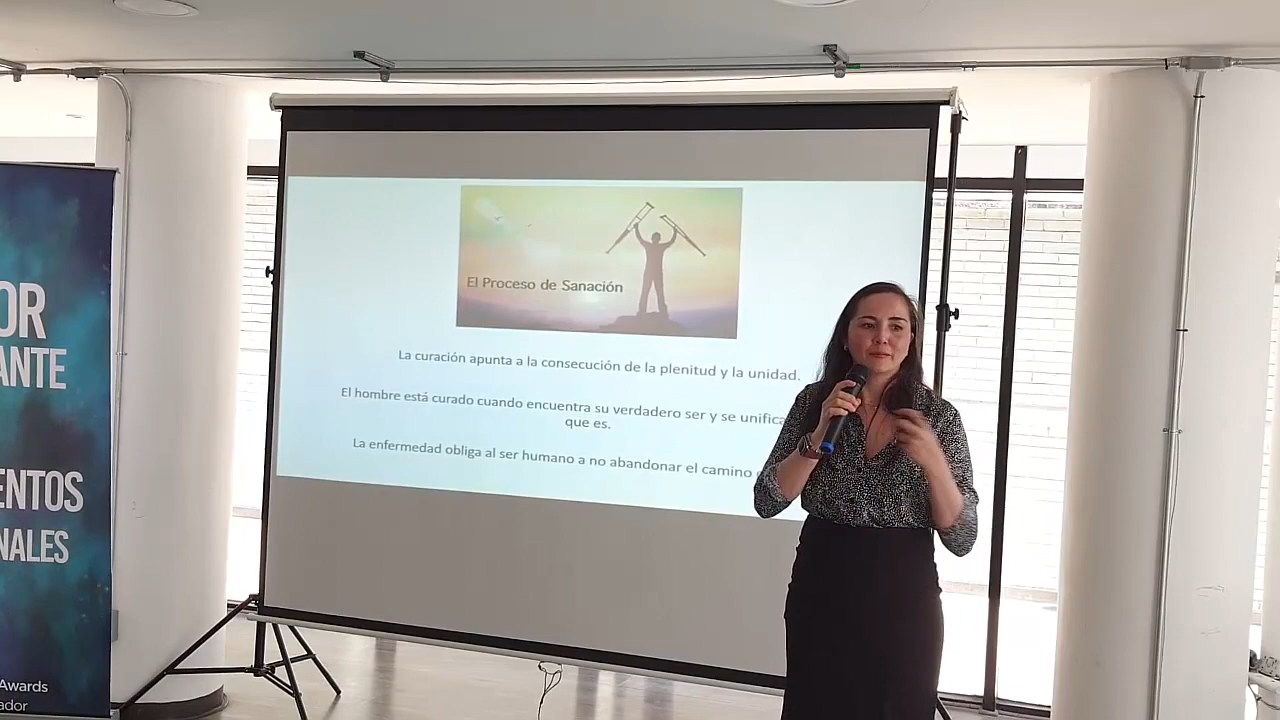 OR
ANTE
ENTOS
NALES
Awards
ador
El Proceso de Sanación
La curación apunta a la consecución de la plenitud y la unidad.
El hombre está curado cuando encuentra su verdadero ser y se unifica
que es.
La enfermedad obliga al ser humano a no abandonar el camino